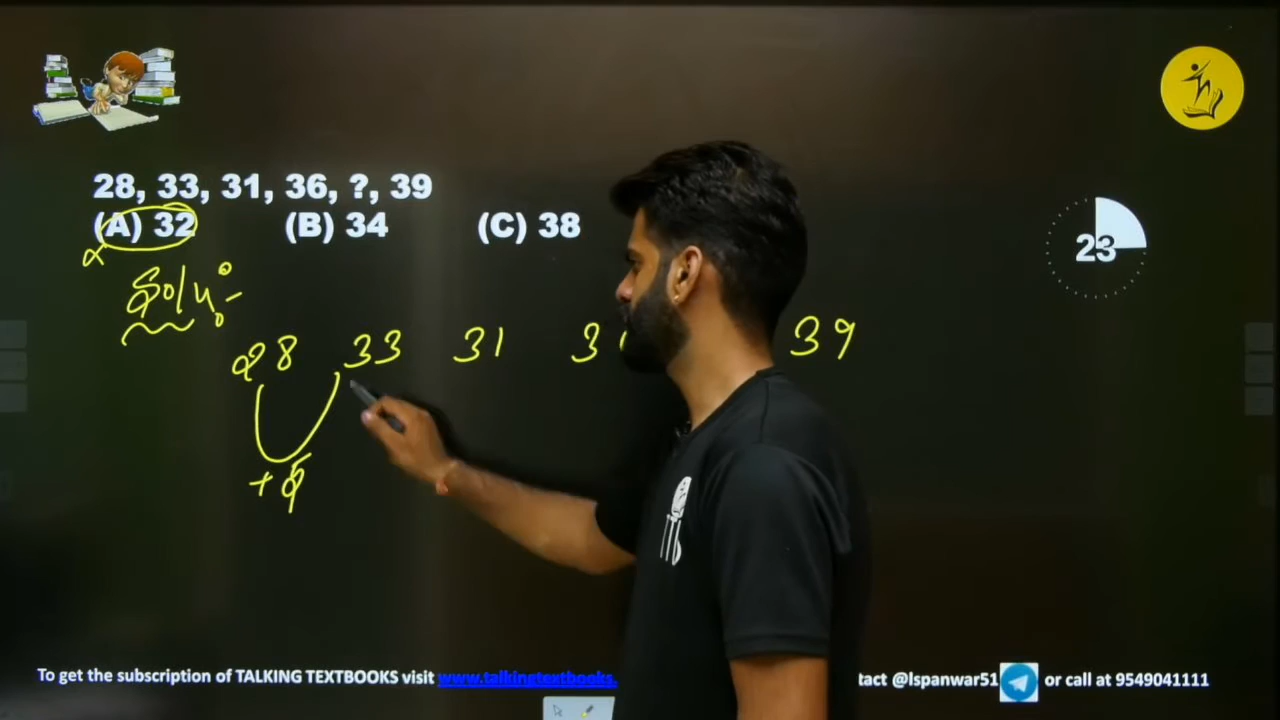 28, 33, 31, 36, ?, 39
(A) 32 (B) 34 (C) 38
23
Solu:-
28 33 31 39
+5
To get the subscription of TALKING TEXTBOOKS visit www.talkingtextbooks. @lspanwar51 or call at 9549041111